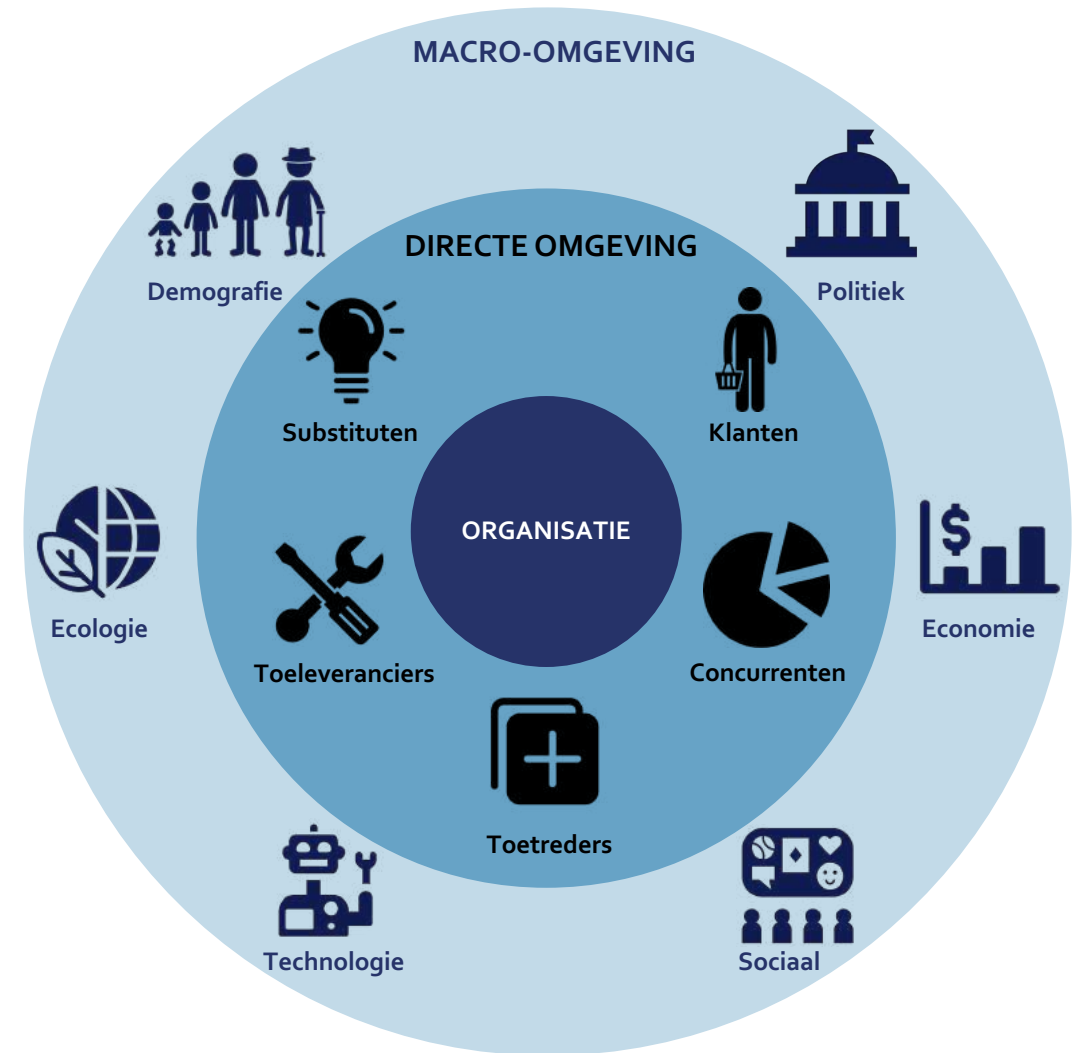 MACRO-OMGEVING
DIRECTE OMGEVING
Demografie
Politiek
Substituten
Klanten
ORGANISATIE
Ecologie
Economie
Toeleveranciers
Concurrenten
Toetreders
Technologie
Sociaal
$